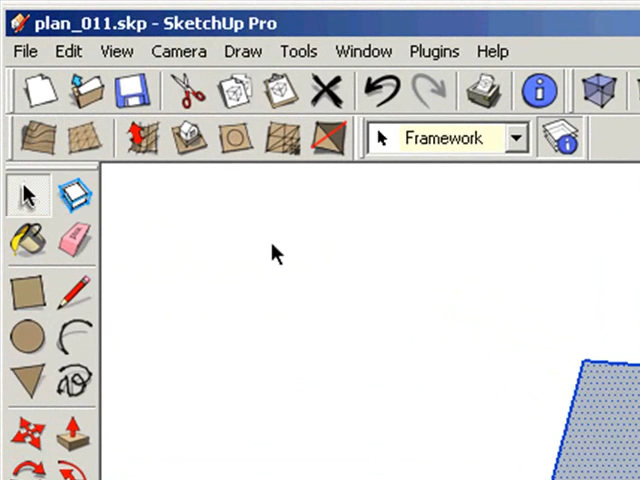 plan_011.skp - SketchUp Pro
File Edit View Camera Draw Tools Window Plugins Help
Framework